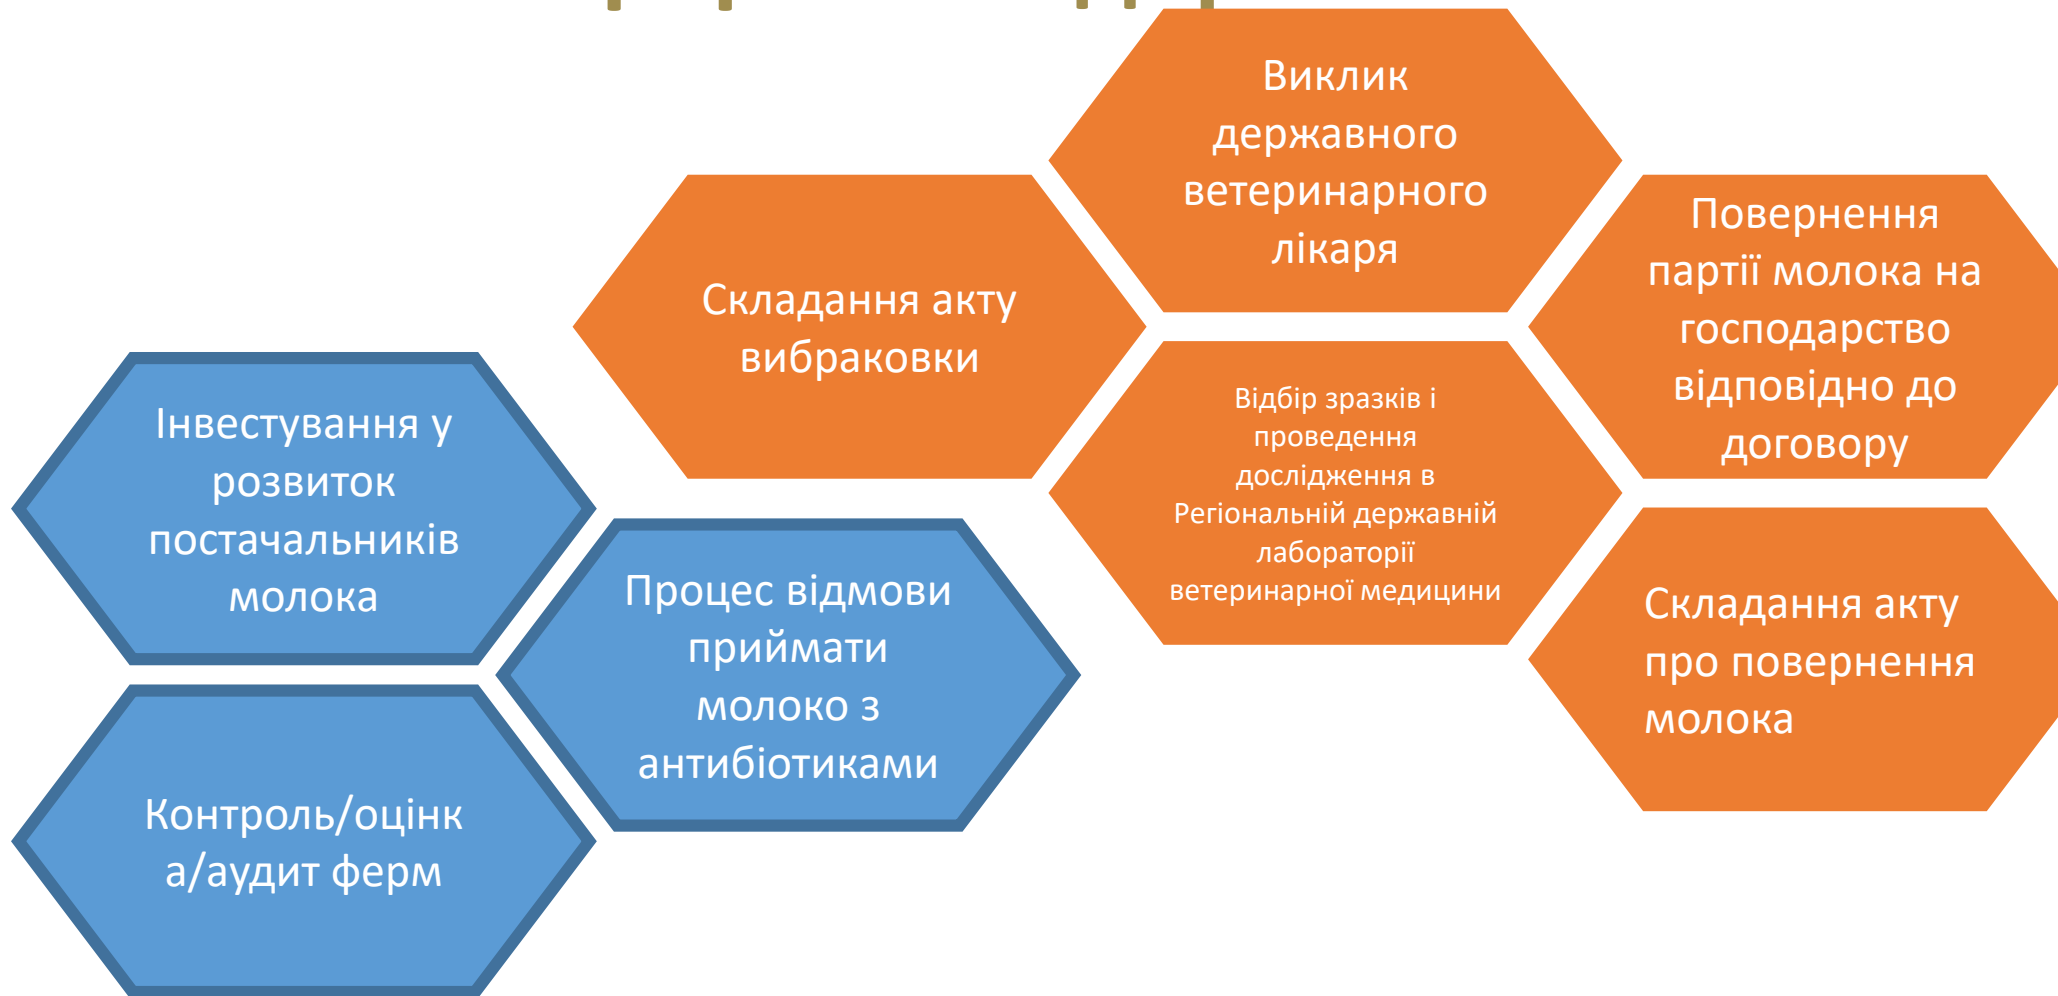 Інвестування у
розвиток
постачальників
молока
Контроль/оцінк
а/аудит ферм
Процес відмови
приймати
молоко з
антибіотиками
Складання акту
вибраковки
Виклик
державного
ветеринарного
лікаря
Відбір зразків і
проведення
дослідження в
Регіональній державній
лабораторії
ветеринарної медицини
Повернення
партії молока на
господарство
відповідно до
договору
Складання акту
про повернення
молока